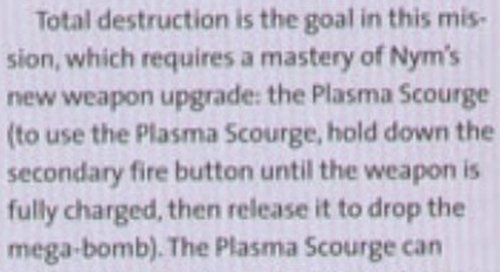 Total destruction is the goal in this mis-
sion, which requires a mastery of Nym's
new weapon upgrade: the Plasma Scourge
(to use the Plasma Scourge, hold down the
secondary fire button until the weapon is
fully charged, then release it to drop the
mega-bomb). The Plasma Scourge can